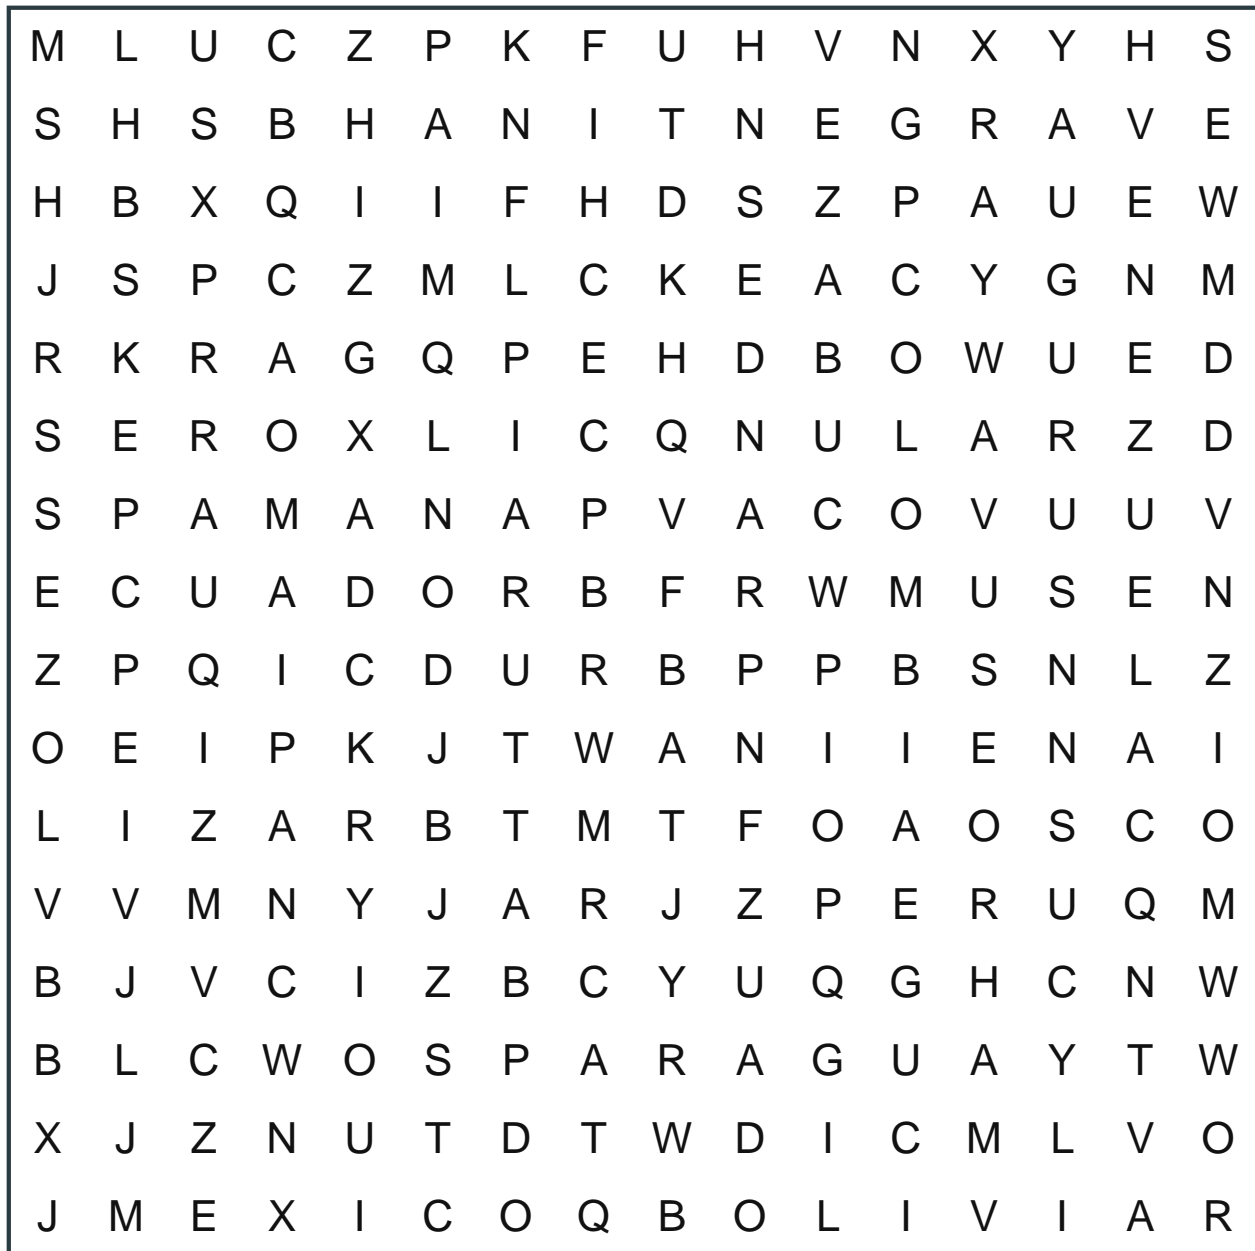 M L U C Z P K F U H V N X Y H S
S H S B H A N I T N E G R A V E
H B X Q I I F H D S Z P A U E W
J S P C Z M L C K E A C Y G N M
R K R A G Q P E H D B O W U E D
S E R O X L I C Q N U L A R Z D
S P A M A N A P V A C O V U U V
E C U A D O R B F R W M U S E N
Z P Q I C D U R B P P B S N L Z
O E I P K J T W A N I I E N A I
L I Z A R B T M T F O A O S C O
V V M N Y J A R J Z P E R U Q M
B J V C I Z B C Y U Q G H C N W
B L C W O S P A R A G U A Y T W
X J Z N U T D T W D I C M L V O
J M E X I C O Q B O L I V I A R